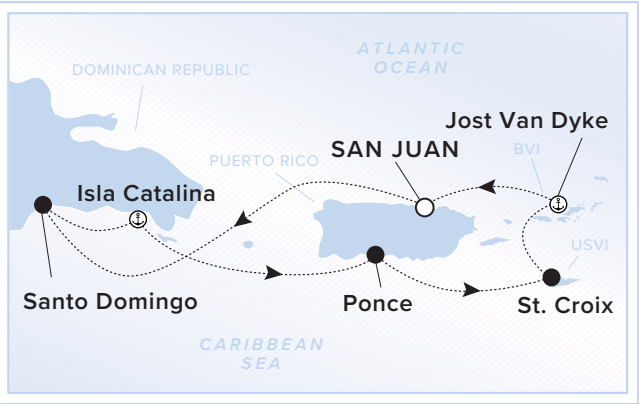 ATLANTIC
OCEAN
DOMINICAN REPUBLIC
Jost Van Dyke
SAN JUAN
BVI
PUERTO RICO
Isla Catalina
USVI
Santo Domingo
Ponce
St. Croix
CARIBBEAN
SEA